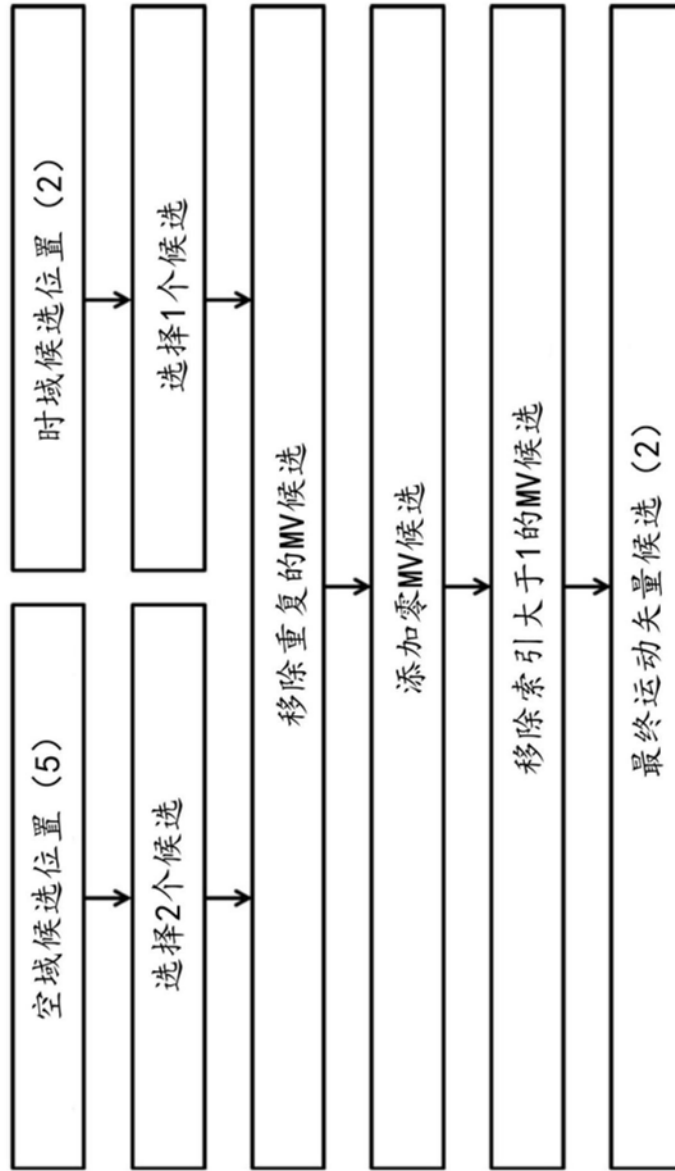 空域候选位置 (5)
时域候选位置 (2)
选择2个候选
选择1个候选
移除重复的MV候选
添加零MV候选
移除索引大于1的MV候选
最终运动矢量候选 (2)